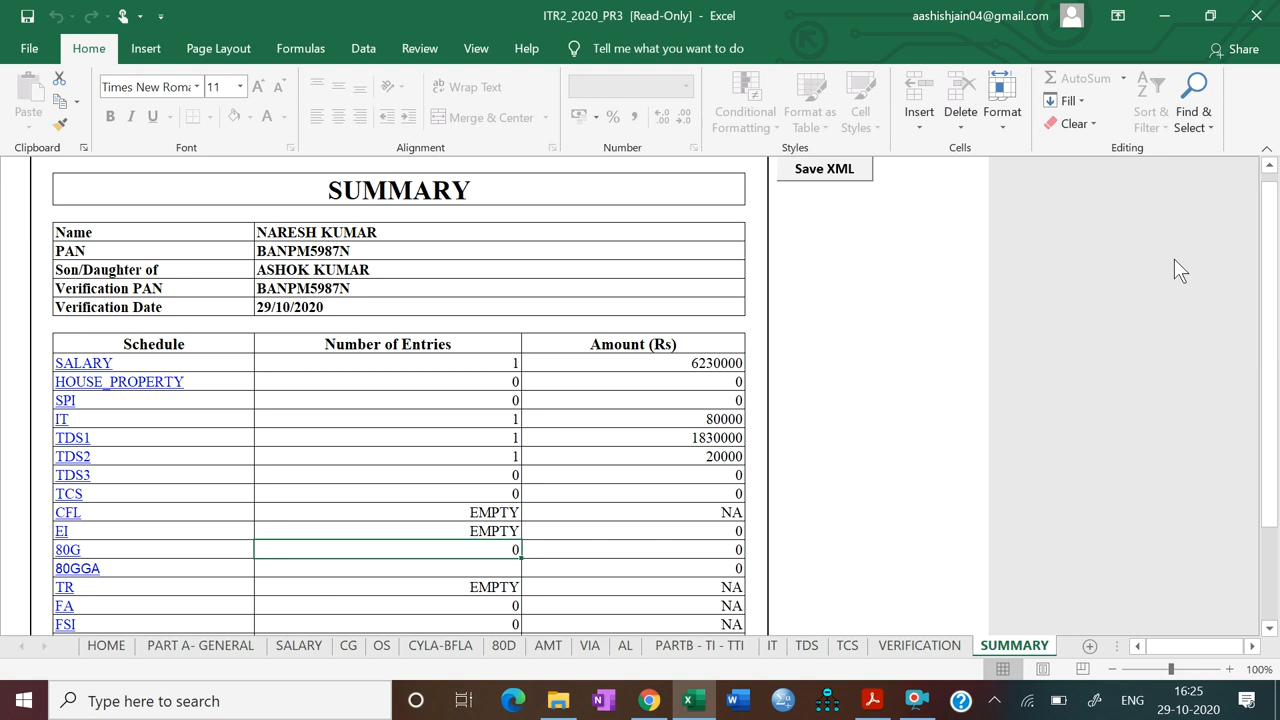 ITR2_2020_PR3 [Read-Only] - Excel
aashishjain04@gmail.com
File Home Insert Page Layout Formulas Data Review View Help Tell me what you want to do Share
Times New Roma 11
Wrap Text
AutoSum
Paste
B I U
Merge & Center
%
Conditional Formatting
Format as Table
Cell Styles
Insert Delete Format
Fill
Clear
Sort & Filter
Find & Select
Clipboard Font Alignment Number Styles Cells Editing
Save XML
SUMMARY
Name NARESH KUMAR
PAN BANPM5987N
Son/Daughter of ASHOK KUMAR
Verification PAN BANPM5987N
Verification Date 29/10/2020
Schedule Number of Entries Amount (Rs)
SALARY 1 6230000
HOUSE_PROPERTY 0 0
SPI 0 0
IT 1 80000
TDS1 1 1830000
TDS2 1 20000
TDS3 0 0
TCS 0 0
CFL EMPTY NA
EI EMPTY 0
80G 0 0
80GGA 0
TR EMPTY NA
FA 0 NA
FSI 0 NA
HOME PART A- GENERAL SALARY CG OS CYLA-BFLA 80D AMT VIA AL PARTB - TI - TTI IT TDS TCS VERIFICATION SUMMARY
100%
Type here to search
ENG
16:25
29-10-2020